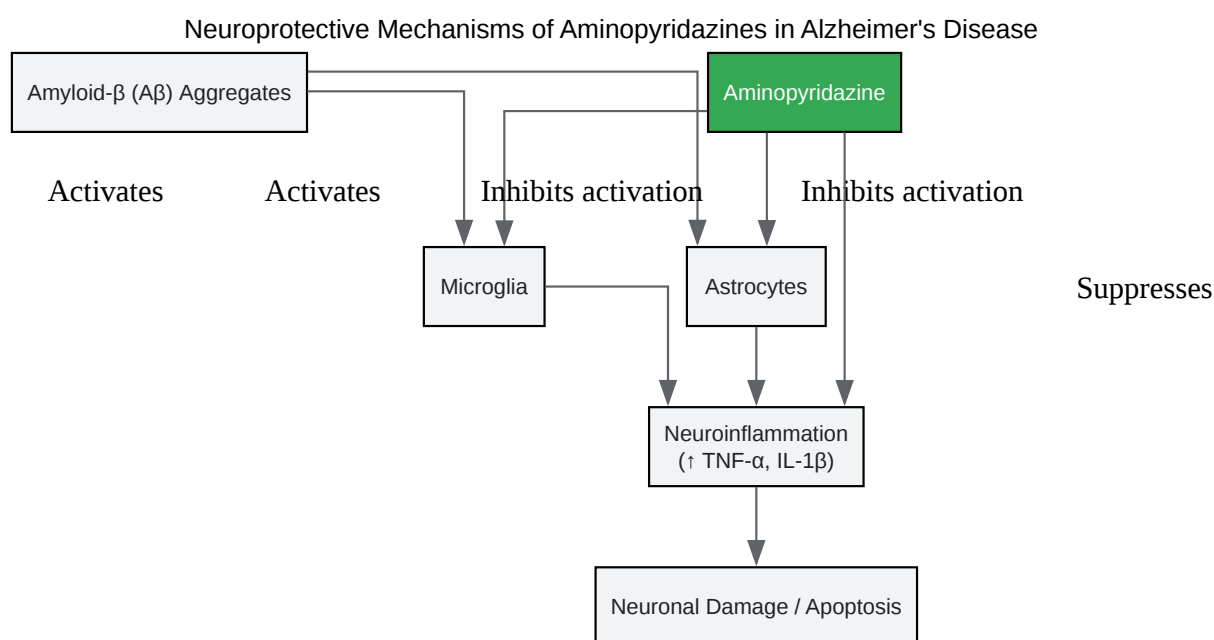 Neuroprotective Mechanisms of Aminopyridazines in Alzheimer's Disease
Amyloid-β (Aβ) Aggregates
Aminopyridazine
Activates
Activates
Inhibits activation
Inhibits activation
Microglia
Astrocytes
Suppresses
Neuroinflammation
(↑ TNF-α, IL-1β)
Neuronal Damage / Apoptosis